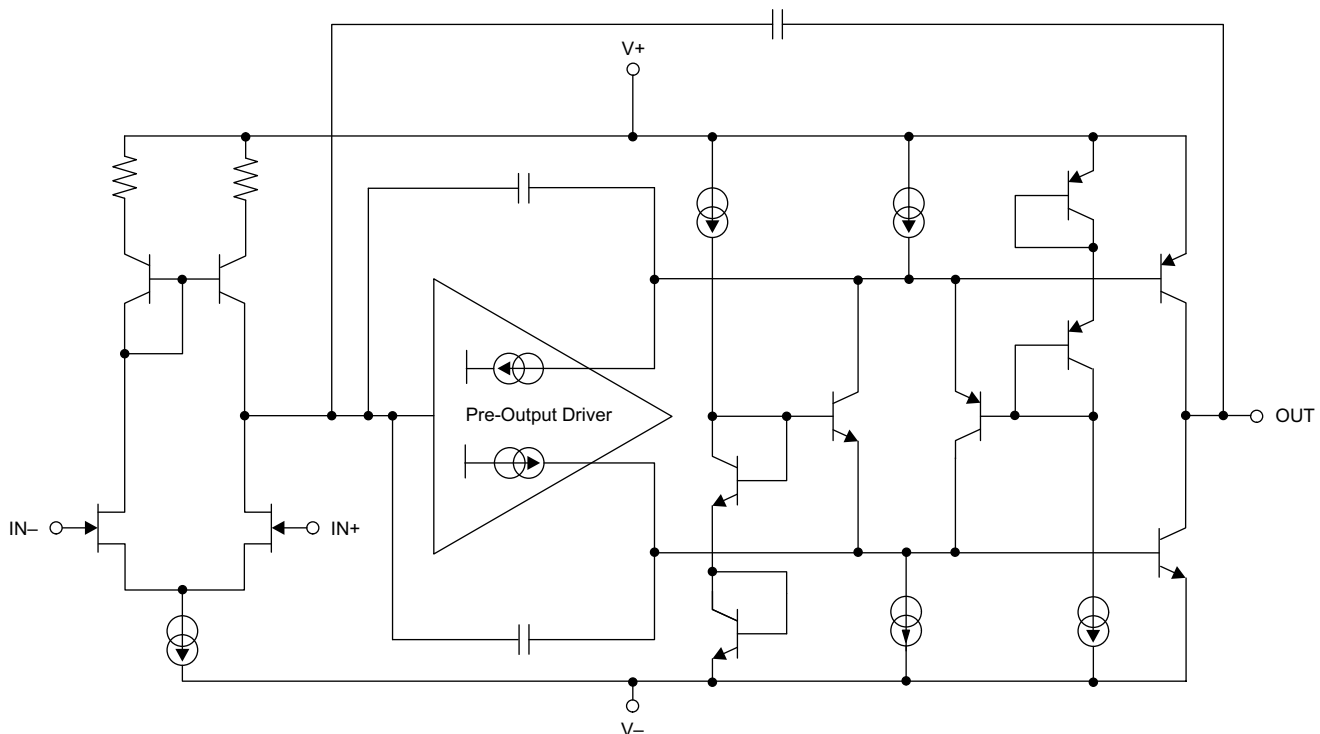 V+
Pre-Output Driver
OUT
IN–
IN+
V–